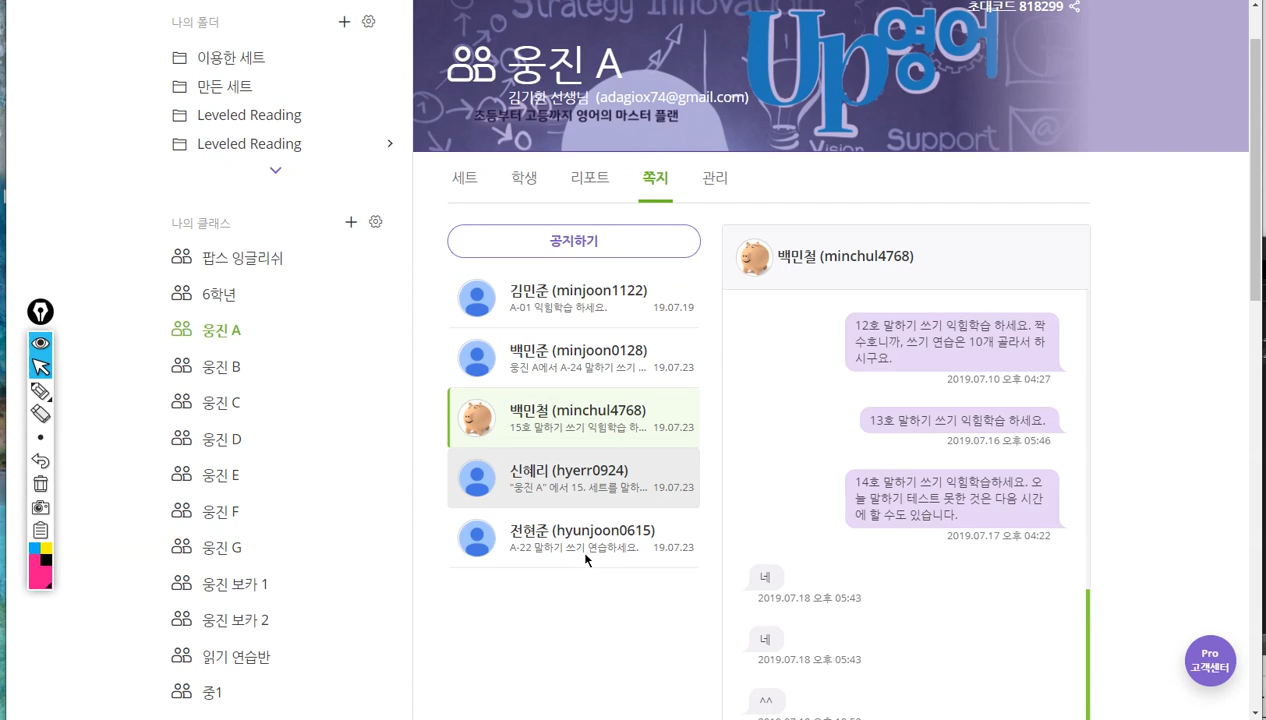 나의 폴더
이용한 세트
만든 세트
Leveled Reading
Leveled Reading
나의 클래스
팝스 잉글리쉬
6학년
웅진 A
웅진 B
웅진 C
웅진 D
웅진 E
웅진 F
웅진 G
웅진 보카 1
웅진 보카 2
읽기 연습반
중1
Strategy Innovation
초대코드 818299
웅진 A
Up영어
김기환 선생님 (adagiox74@gmail.com)
초등부터 고등까지 영어의 마스터 플랜
Vision
Support
세트
학생
리포트
쪽지
관리
공지하기
김민준 (minjoon1122)
A-01 익힘학습 하세요.
19.07.19
백민준 (minjoon0128)
웅진 A에서 A-24 말하기 쓰기 ...
19.07.23
백민철 (minchul4768)
15호 말하기 쓰기 익힘학습 하...
19.07.23
신혜리 (hyerr0924)
"웅진 A" 에서 15. 세트를 말하...
19.07.23
전현준 (hyunjoon0615)
A-22 말하기 쓰기 연습하세요.
19.07.23
백민철 (minchul4768)
12호 말하기 쓰기 익힘학습 하세요. 짝
수호니까, 쓰기 연습은 10개 골라서 하
시구요.
2019.07.10 오후 04:27
13호 말하기 쓰기 익힘학습 하세요.
2019.07.16 오후 05:46
14호 말하기 쓰기 익힘학습하세요. 오
늘 말하기 테스트 못한 것은 다음 시간
에 할 수도 있습니다.
2019.07.17 오후 04:22
네
2019.07.18 오후 05:43
네
2019.07.18 오후 05:43
^^
Pro
고객센터